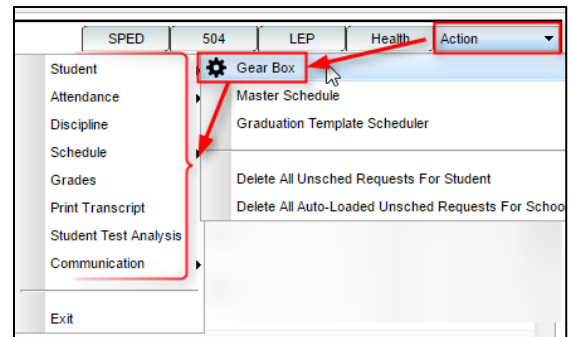 SPED 504 LEP Health Action
Student
Attendance
Discipline
Schedule
Grades
Print Transcript
Student Test Analysis
Communication
Exit
Gear Box
Master Schedule
Graduation Template Scheduler
Delete All Unsched Requests For Student
Delete All Auto-Loaded Unsched Requests For Schoo